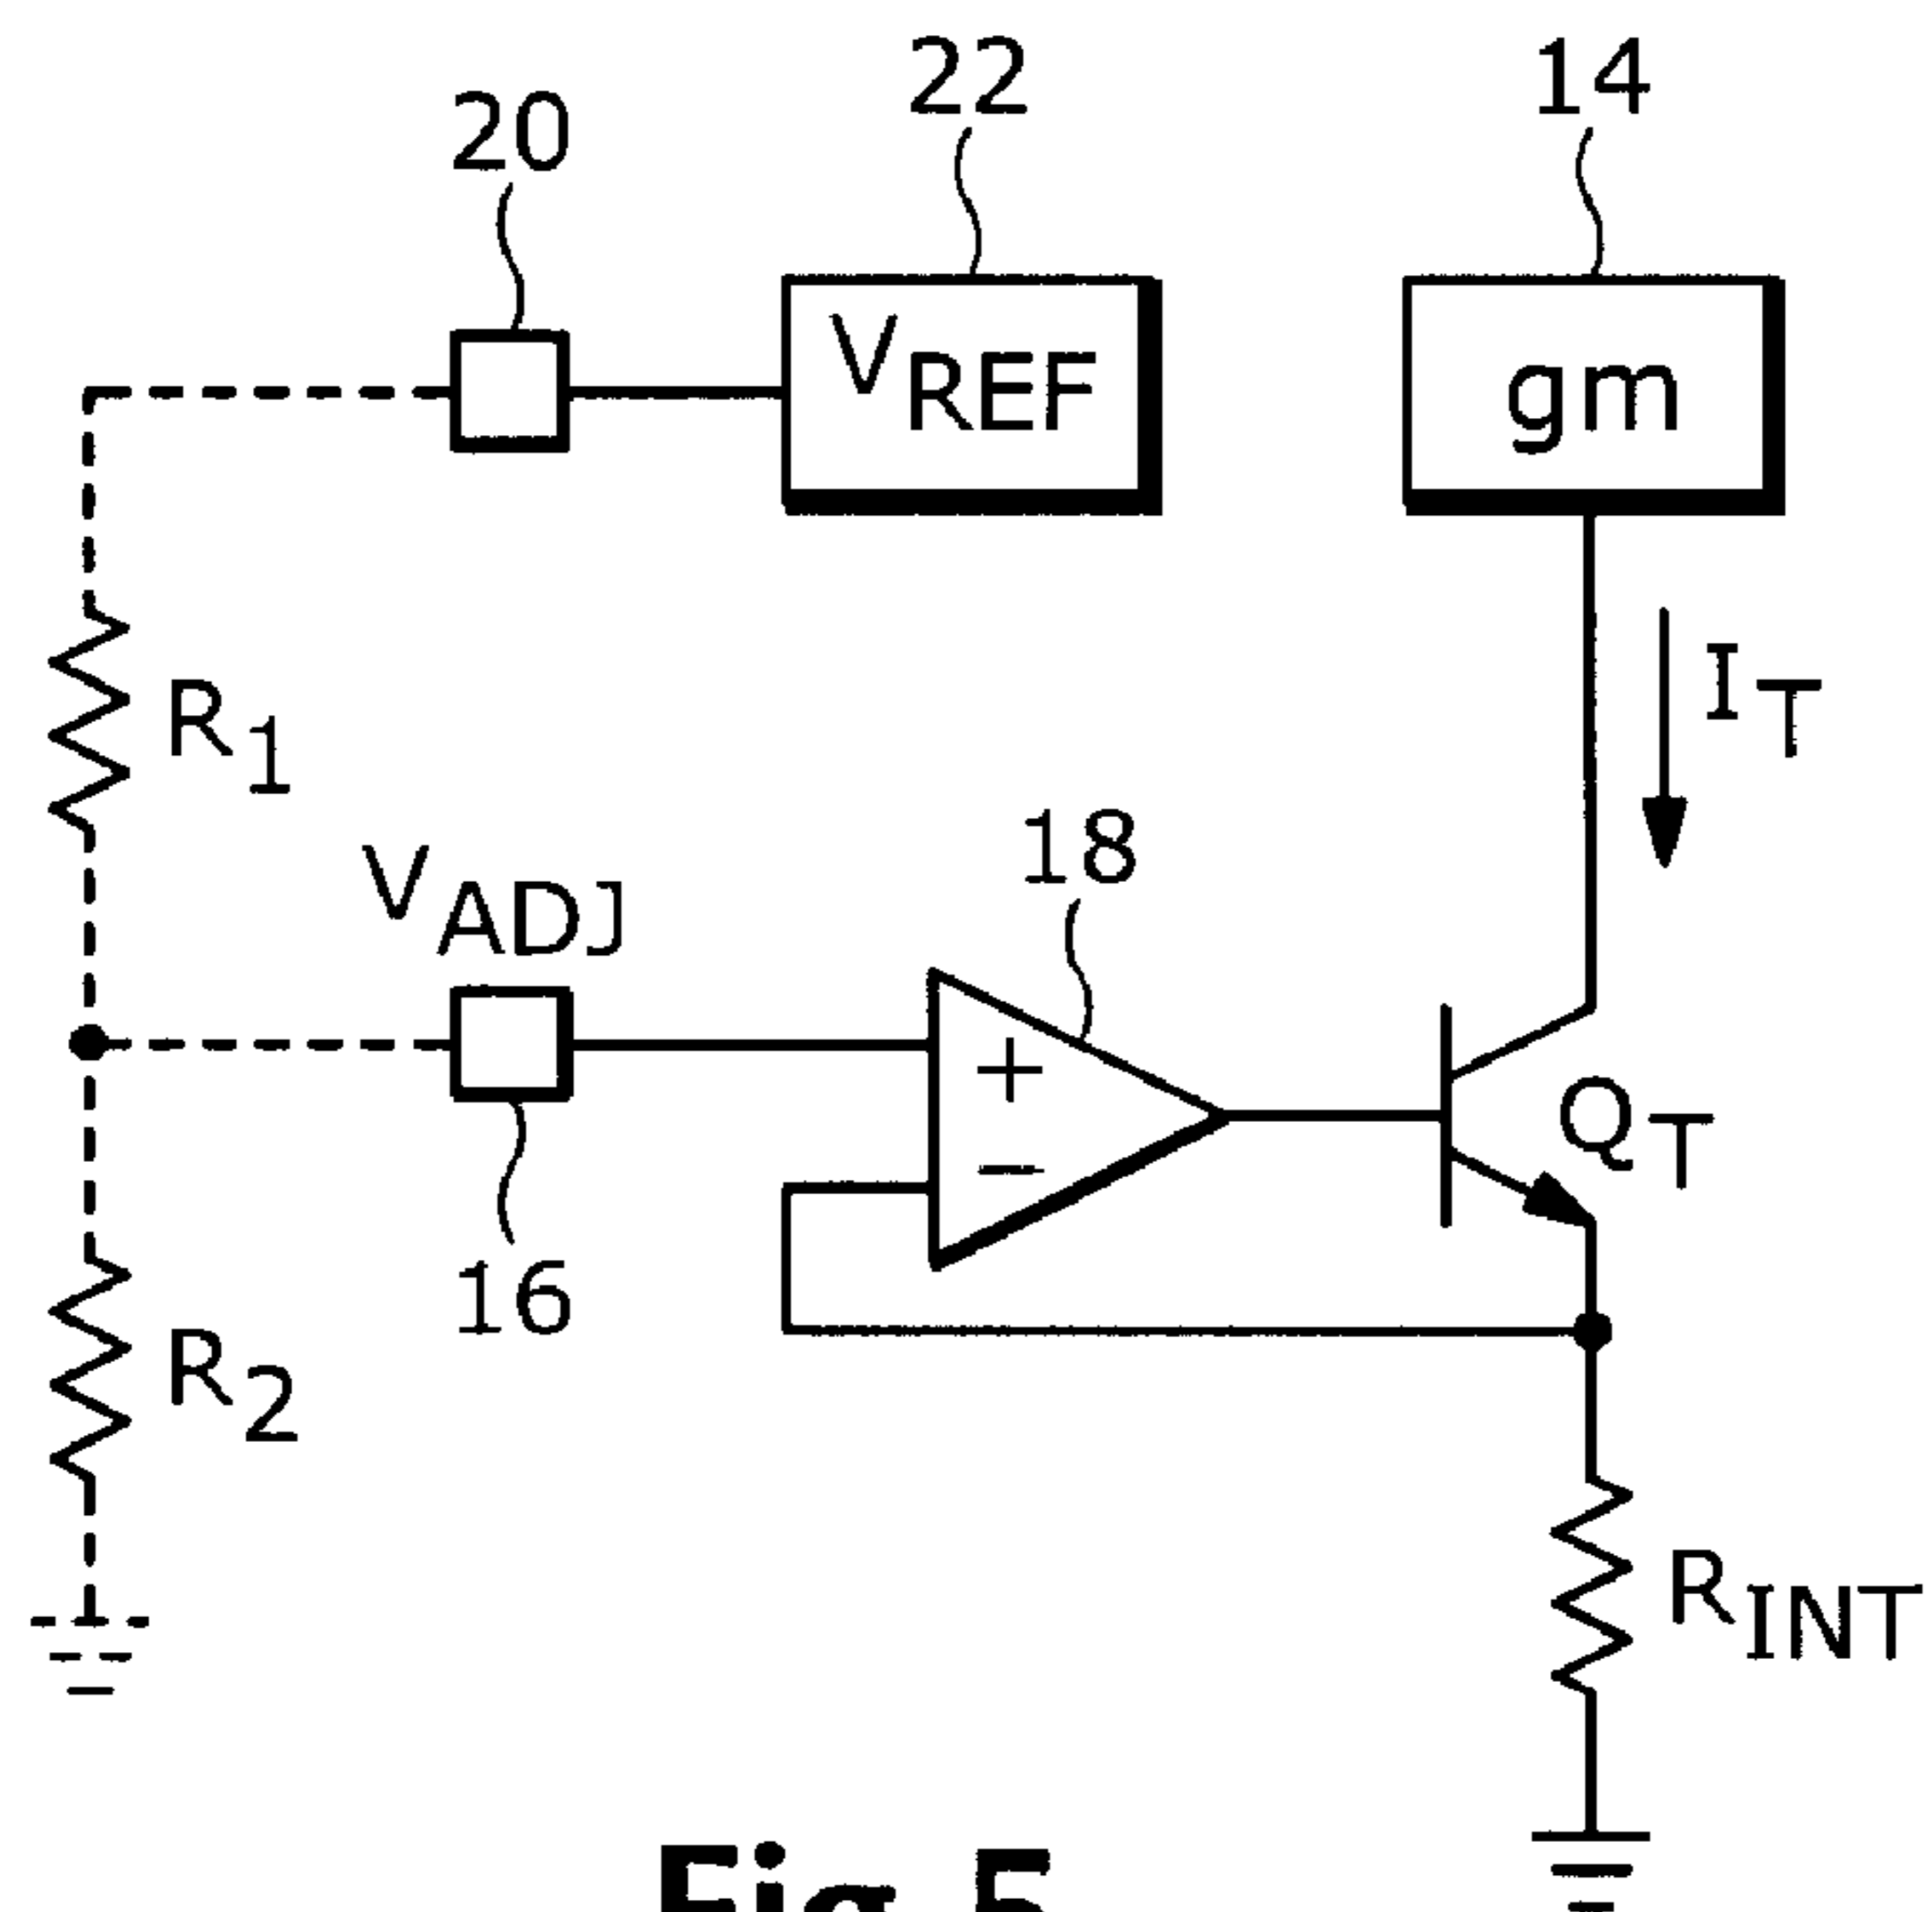 22
14
20
VREF
gm
R1
IT
VADJ
18
+
−
QT
16
R2
RINT
Fig 5